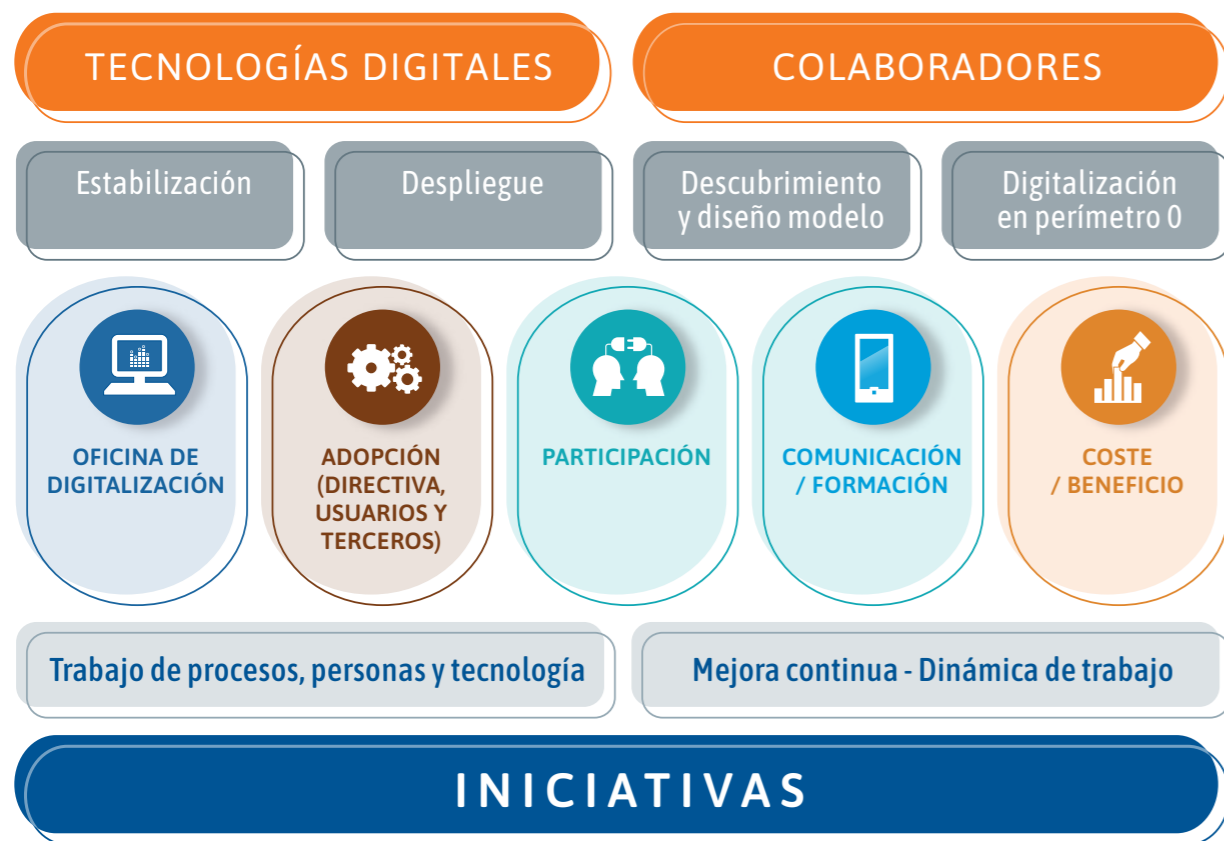 TECNOLOGÍAS DIGITALES
COLABORADORES
Estabilización
Despliegue
Descubrimiento
y diseño modelo
Digitalización
en perímetro 0
OFICINA DE
DIGITALIZACIÓN
ADOPCIÓN
(DIRECTIVA,
USUARIOS Y
TERCEROS)
PARTICIPACIÓN
COMUNICACIÓN
/ FORMACIÓN
COSTE
/ BENEFICIO
Trabajo de procesos, personas y tecnología
Mejora continua - Dinámica de trabajo
INICIATIVAS